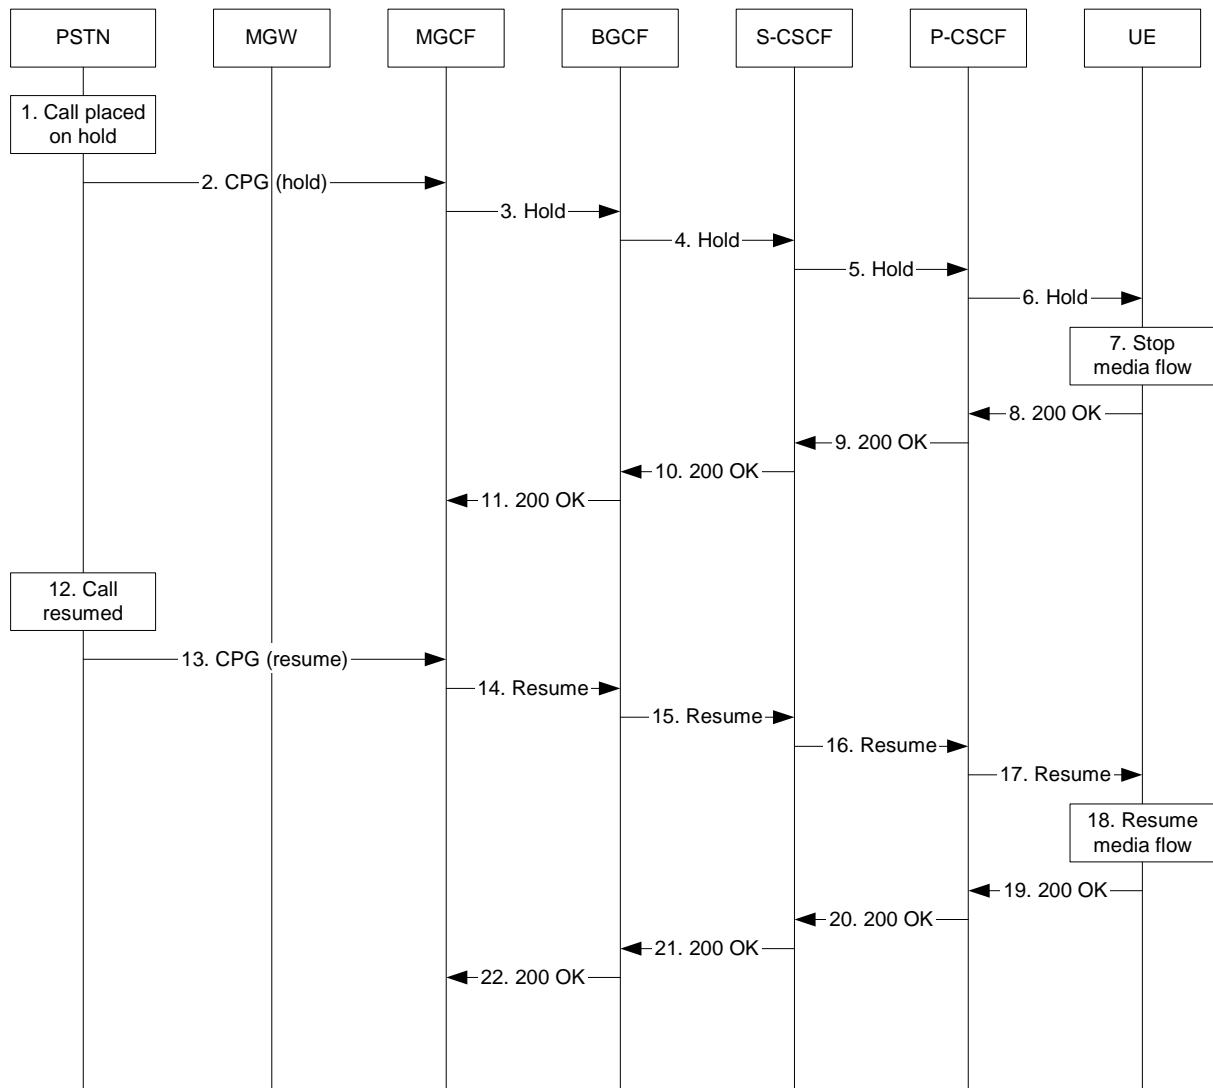 PSTN
MGW
MGCF
BGCF
S-CSCF
P-CSCF
UE
1. Call placed
on hold
2. CPG (hold)
3. Hold
4. Hold
5. Hold
6. Hold
7. Stop
media flow
8. 200 OK
9. 200 OK
10. 200 OK
11. 200 OK
12. Call
resumed
13. CPG (resume)
14. Resume
15. Resume
16. Resume
17. Resume
18. Resume
media flow
19. 200 OK
20. 200 OK
21. 200 OK
22. 200 OK